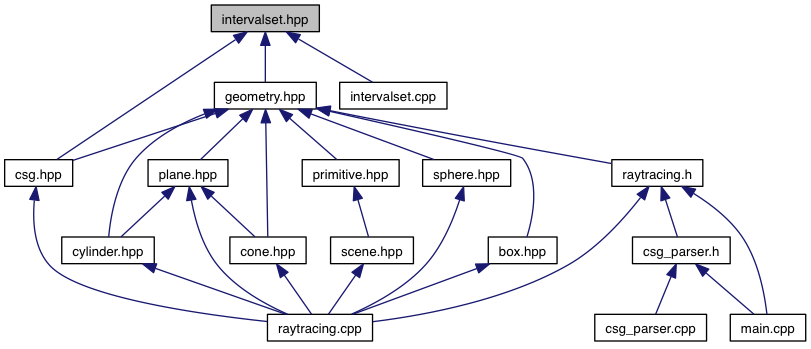 intervalset.hpp
geometry.hpp
intervalset.cpp
csg.hpp
plane.hpp
primitive.hpp
sphere.hpp
raytracing.h
cylinder.hpp
cone.hpp
scene.hpp
box.hpp
csg_parser.h
raytracing.cpp
csg_parser.cpp
main.cpp